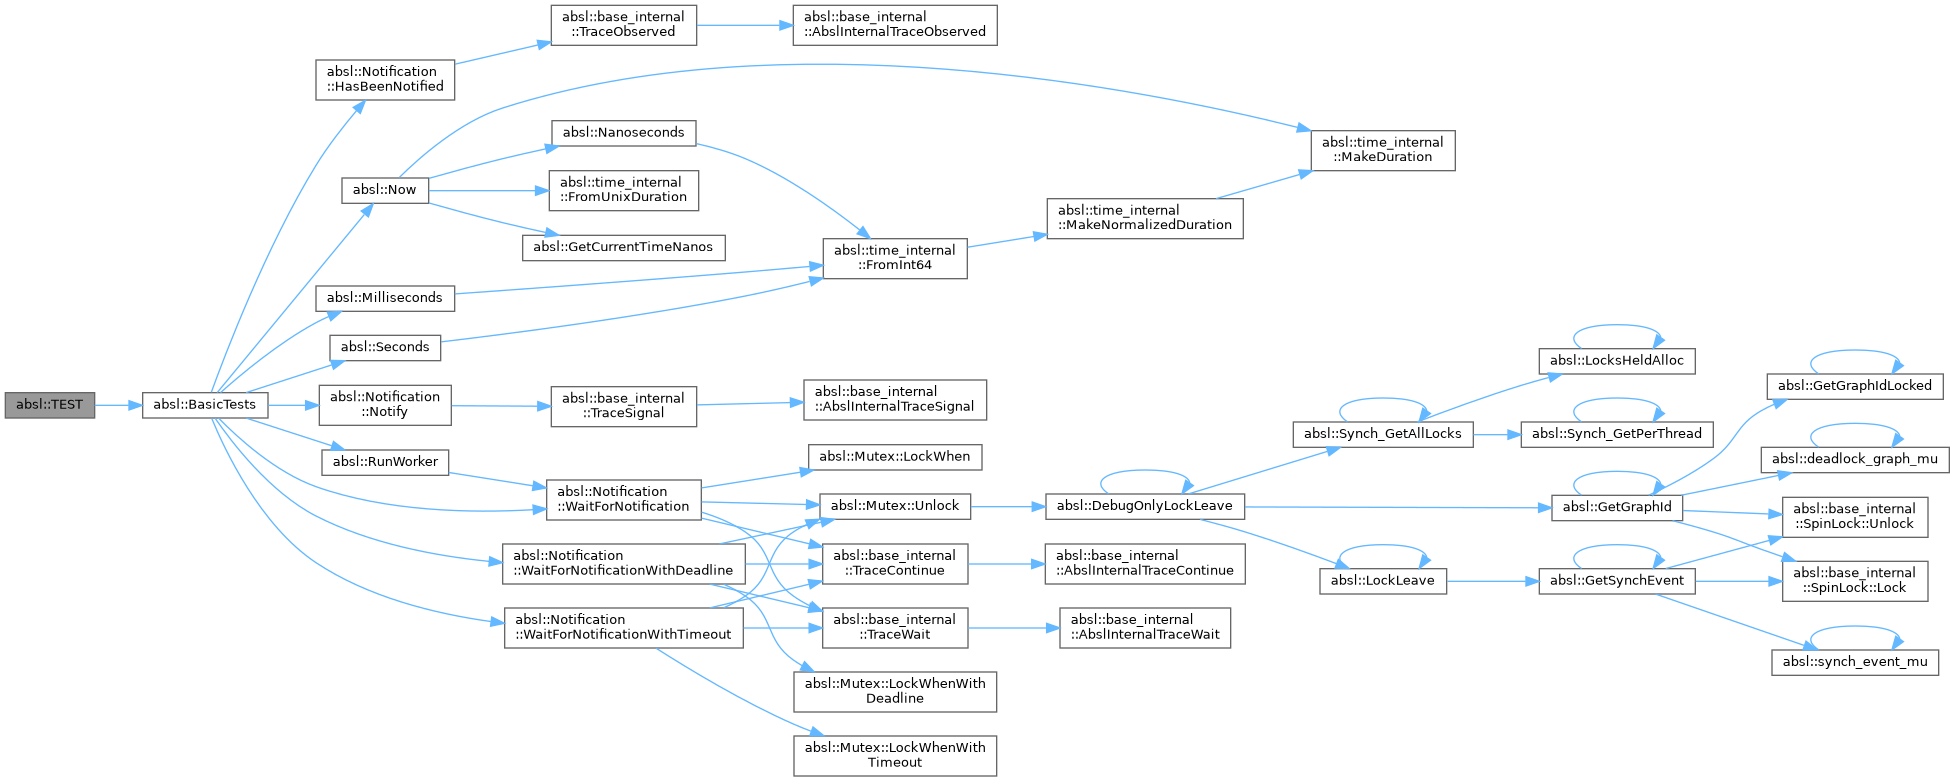 absl::TEST
absl::BasicTests
absl::Notification
::HasBeenNotified
absl::base_internal
::TraceObserved
absl::base_internal
::AbslInternalTraceObserved
absl::Now
absl::Nanoseconds
absl::time_internal
::FromUnixDuration
absl::GetCurrentTimeNanos
absl::time_internal
::FromInt64
absl::time_internal
::MakeNormalizedDuration
absl::time_internal
::MakeDuration
absl::Milliseconds
absl::Seconds
absl::Notification
::Notify
absl::base_internal
::TraceSignal
absl::base_internal
::AbslInternalTraceSignal
absl::RunWorker
absl::Notification
::WaitForNotification
absl::Notification
::WaitForNotificationWithDeadline
absl::Notification
::WaitForNotificationWithTimeout
absl::Mutex::LockWhen
absl::Mutex::Unlock
absl::base_internal
::TraceContinue
absl::base_internal
::TraceWait
absl::Mutex::LockWhenWith
Deadline
absl::Mutex::LockWhenWith
Timeout
absl::DebugOnlyLockLeave
absl::base_internal
::AbslInternalTraceContinue
absl::base_internal
::AbslInternalTraceWait
absl::Synch_GetAllLocks
absl::LockLeave
absl::LocksHeldAlloc
absl::Synch_GetPerThread
absl::GetGraphId
absl::GetSynchEvent
absl::GetGraphIdLocked
absl::deadlock_graph_mu
absl::base_internal
::SpinLock::Unlock
absl::base_internal
::SpinLock::Lock
absl::synch_event_mu